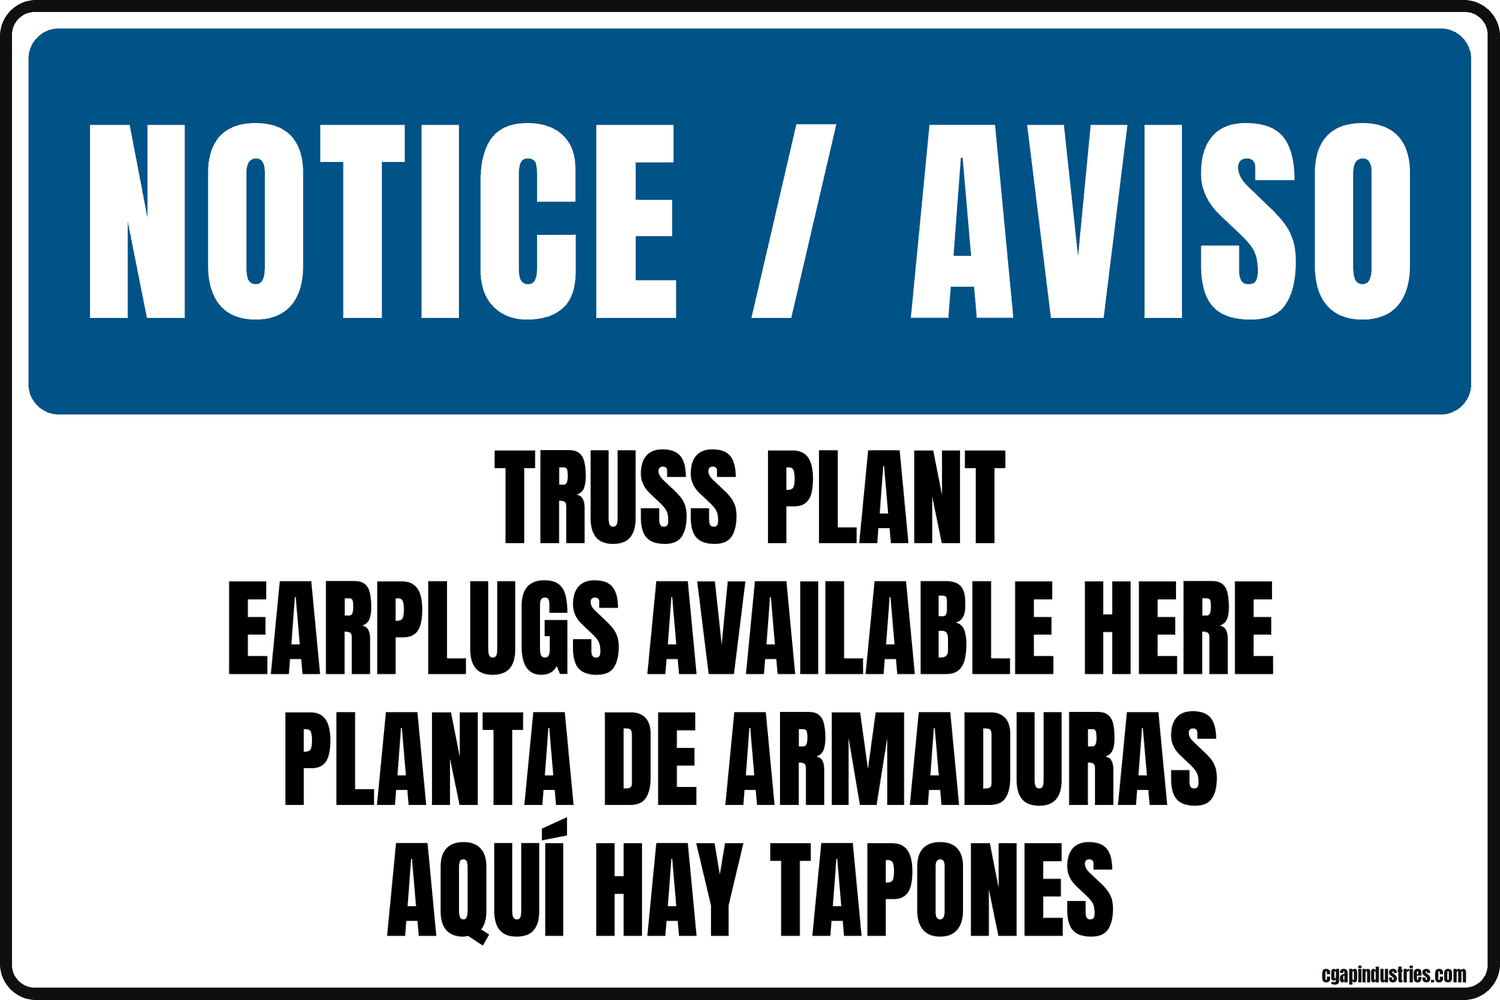 NOTICE / AVISO
TRUSS PLANT
EARPLUGS AVAILABLE HERE
PLANTA DE ARMADURAS
AQUÍ HAY TAPONES
cgapindustries.com